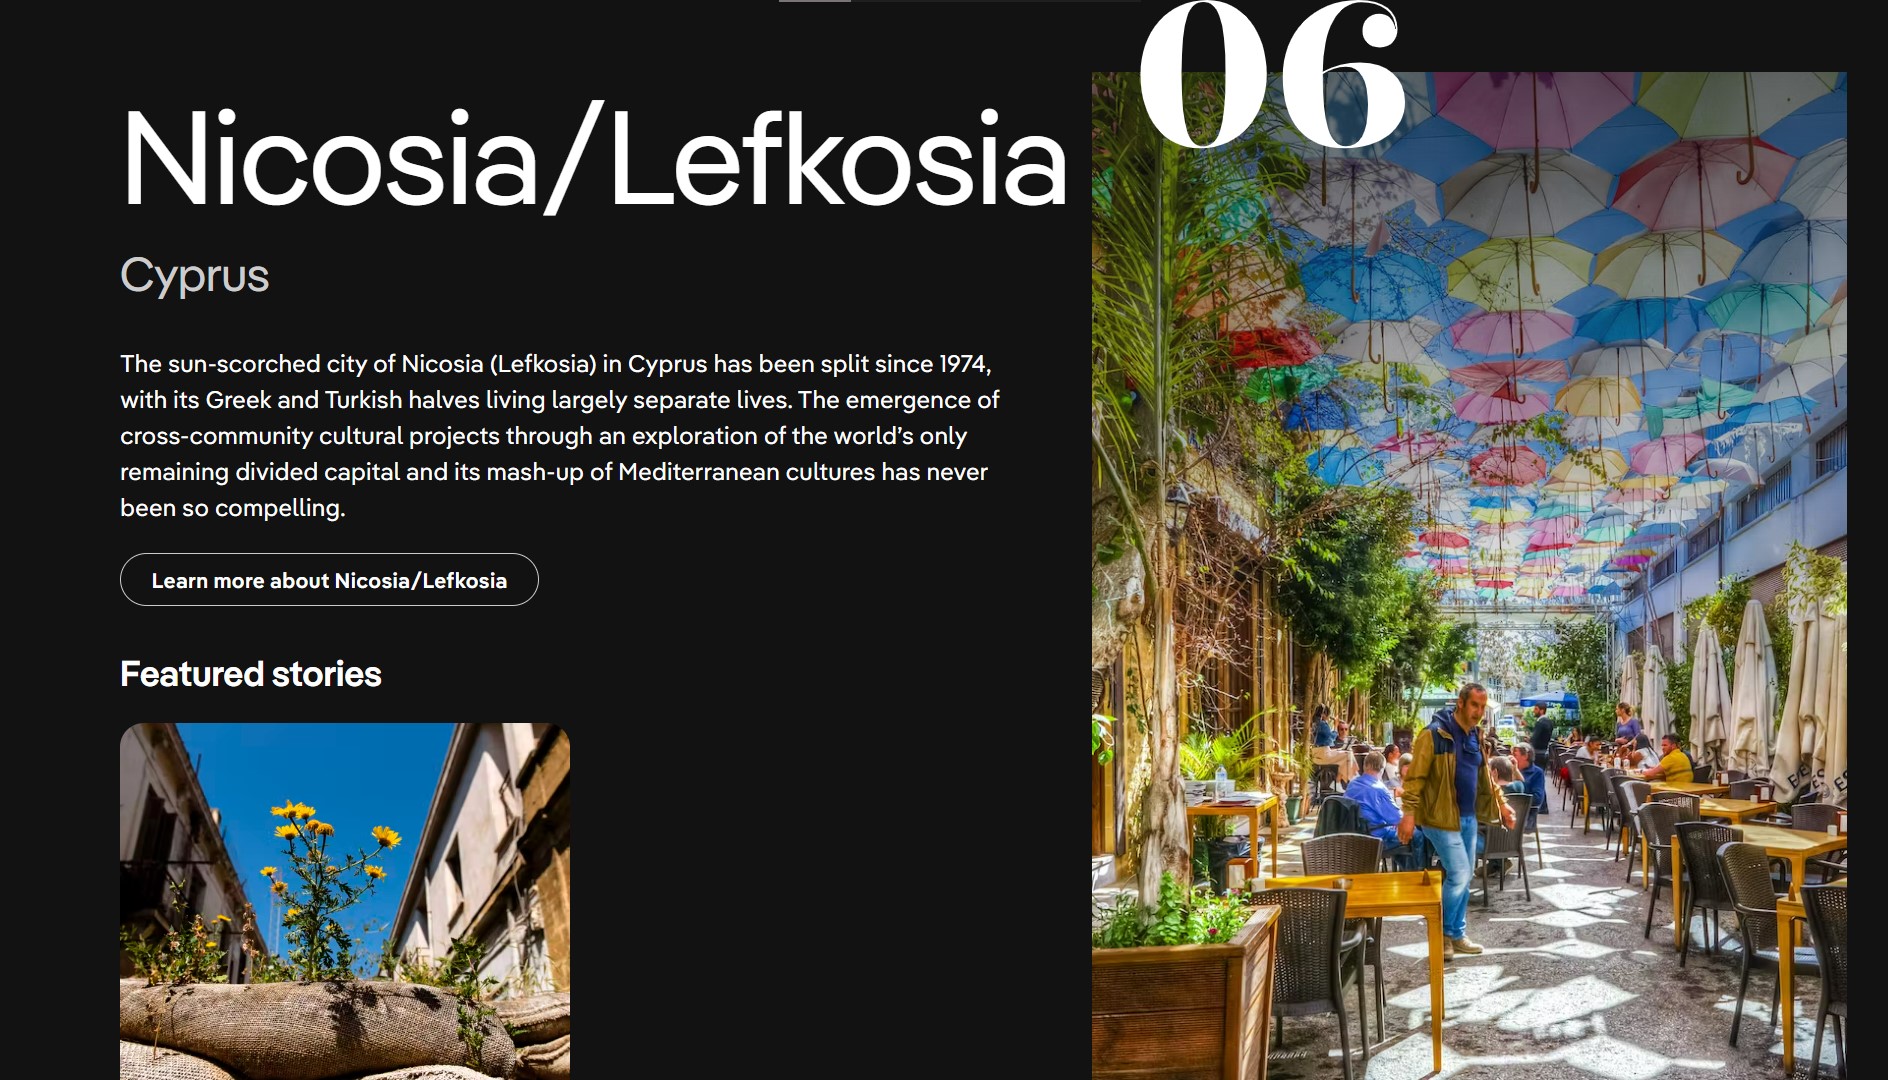 06
Nicosia/Lefkosia
Cyprus
The sun-scorched city of Nicosia (Lefkosia) in Cyprus has been split since 1974,
with its Greek and Turkish halves living largely separate lives. The emergence of
cross-community cultural projects through an exploration of the world’s only
remaining divided capital and its mash-up of Mediterranean cultures has never
been so compelling.
Learn more about Nicosia/Lefkosia
Featured stories